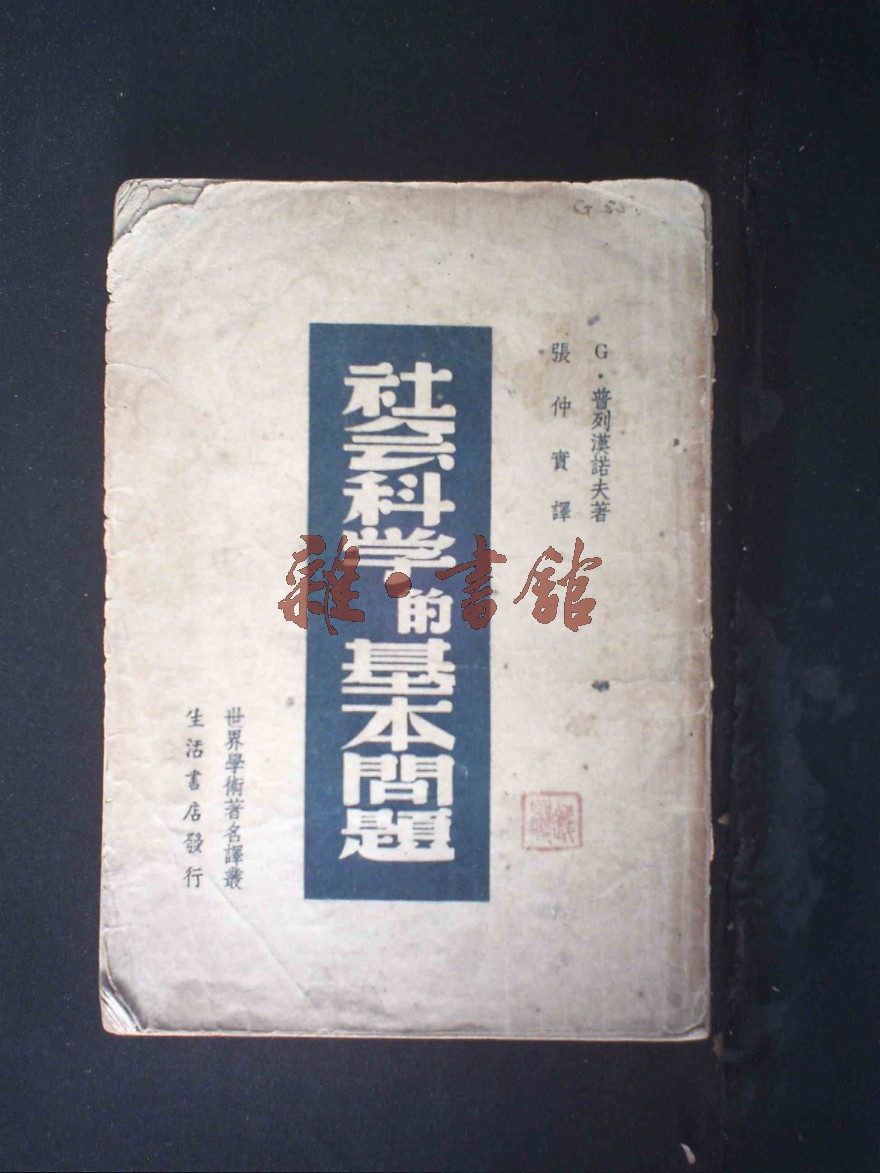 G·普列漢諾夫著
張仲實譯
社会科学的基本問題
世界學術著名譯叢
生活書店發行
雜·書館